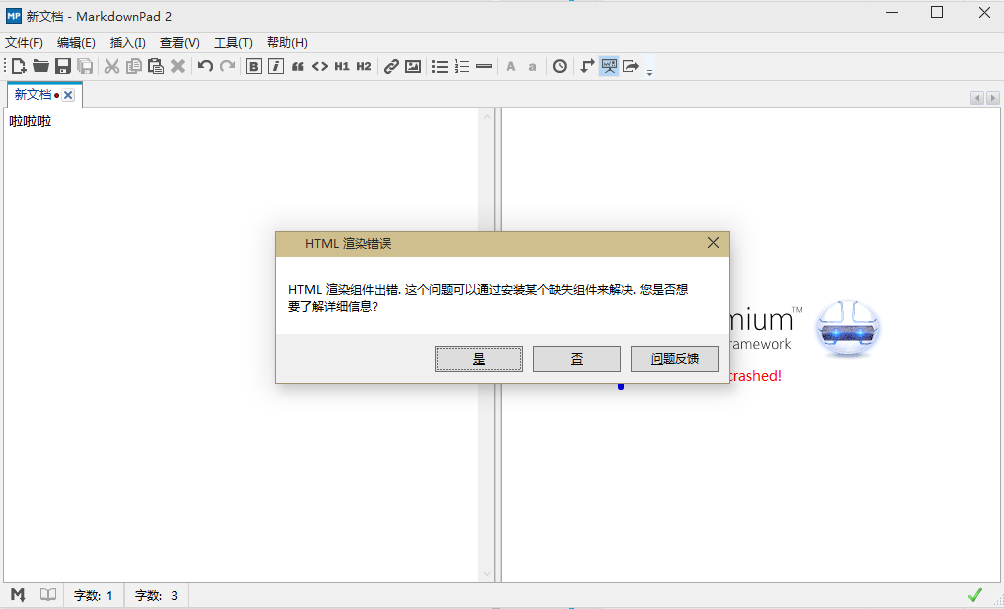 MP 新文档 - MarkdownPad 2
文件(F) 编辑(E) 插入(I) 查看(V) 工具(T) 帮助(H)
B i “ <> H1 H2 A a
新文档
啦啦啦
HTML 渲染错误
HTML 渲染组件出错. 这个问题可以通过安装某个缺失组件来解决. 您是否想
要了解详细信息?
是 否 问题反馈
mium™
ramework
crashed!
M 字数: 1 字数: 3